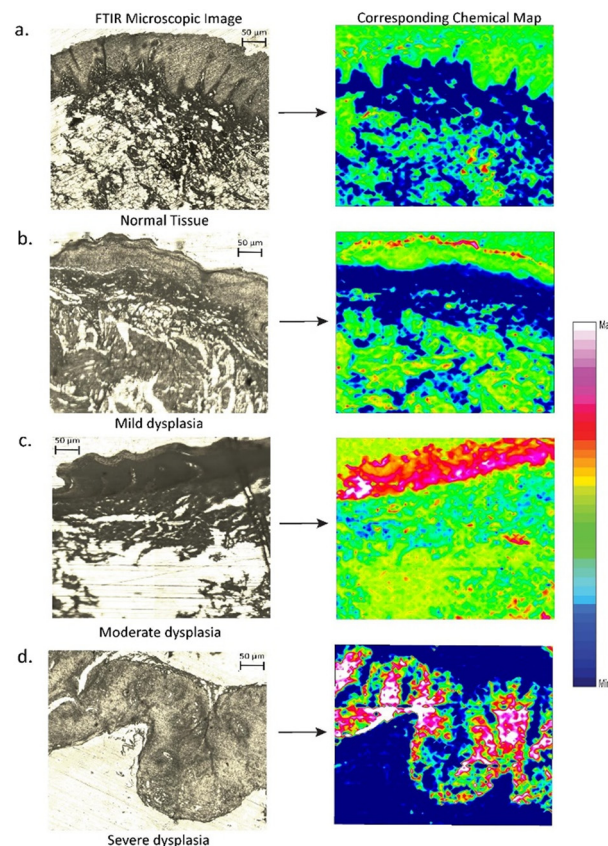 FTIR Microscopic Image
Corresponding Chemical Map
a.
50 µm
Normal Tissue
b.
50 µm
Mild dysplasia
c.
50 µm
Moderate dysplasia
d.
50 µm
Severe dysplasia